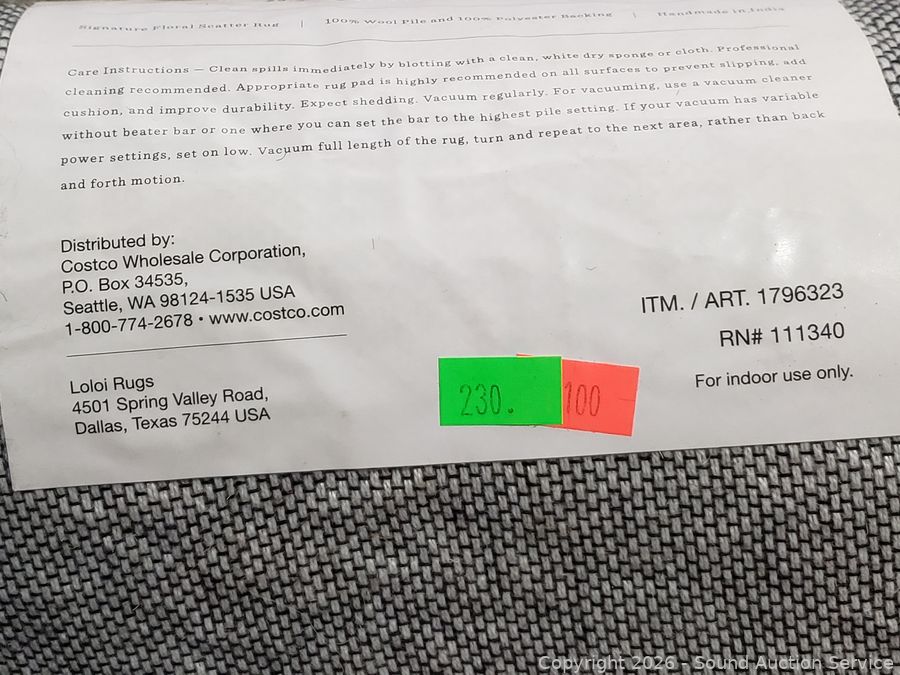 Signature Floral Scatter Rug | 100% Wool Pile and 100% Polyester Backing | Handmade in India
Care Instructions — Clean spills immediately by blotting with a clean, white dry sponge or cloth. Professional
cleaning recommended. Appropriate rug pad is highly recommended on all surfaces to prevent slipping, add
cushion, and improve durability. Expect shedding. Vacuum regularly. For vacuuming, use a vacuum cleaner
without beater bar or one where you can set the bar to the highest pile setting. If your vacuum has variable
power settings, set on low. Vacuum full length of the rug, turn and repeat to the next area, rather than back
and forth motion.
Distributed by:
Costco Wholesale Corporation,
P.O. Box 34535,
Seattle, WA 98124-1535 USA
1-800-774-2678 • www.costco.com
Loloi Rugs
4501 Spring Valley Road,
Dallas, Texas 75244 USA
230.
100
ITM. / ART. 1796323
RN# 111340
For indoor use only.
Copyright 2026 - Sound Auction Service